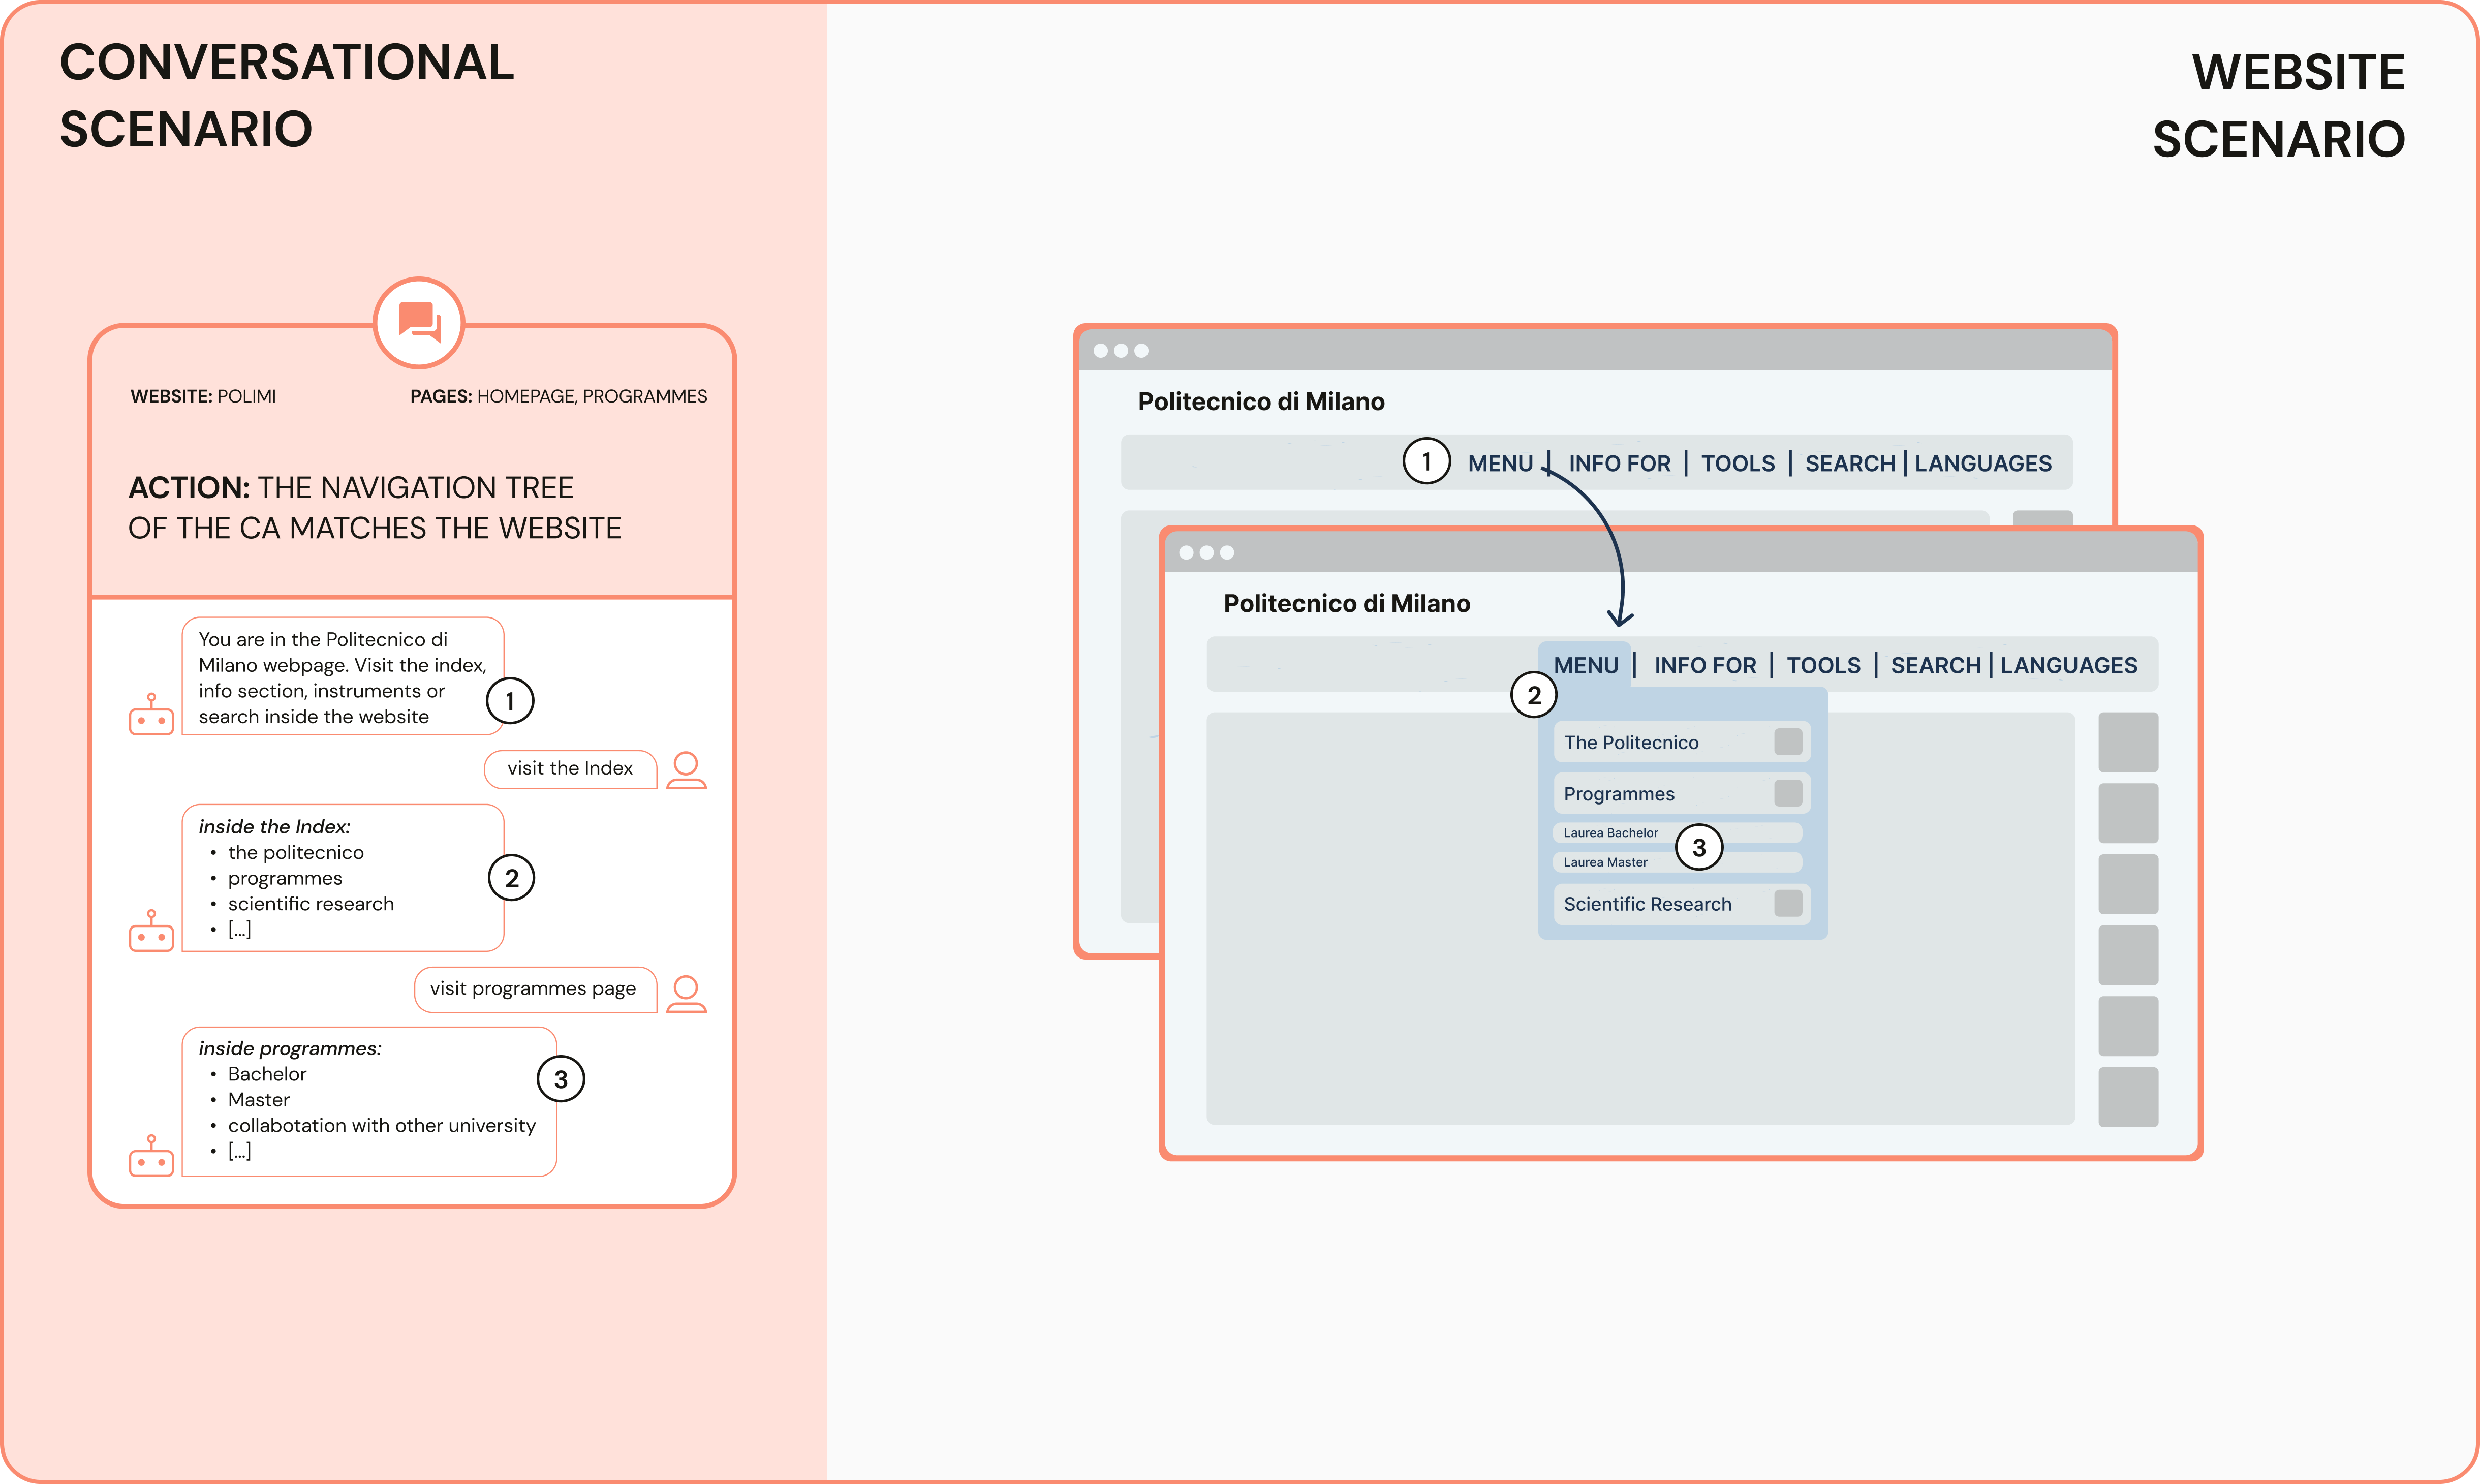 CONVERSATIONAL
SCENARIO
WEBSITE: POLIMI
PAGES: HOMEPAGE, PROGRAMMES
ACTION: THE NAVIGATION TREE
OF THE CA MATCHES THE WEBSITE
You are in the Politecnico di
Milano webpage. Visit the index,
info section, instruments or
search inside the website
1
visit the Index
inside the Index:
• the politecnico
• programmes
• scientific research
• [...]
2
visit programmes page
inside programmes:
• Bachelor
• Master
• collabotation with other university
• [...]
3
WEBSITE
SCENARIO
Politecnico di Milano
1 MENU | INFO FOR | TOOLS | SEARCH | LANGUAGES
Politecnico di Milano
MENU | INFO FOR | TOOLS | SEARCH | LANGUAGES
2
The Politecnico
Programmes
Laurea Bachelor
3
Laurea Master
Scientific Research